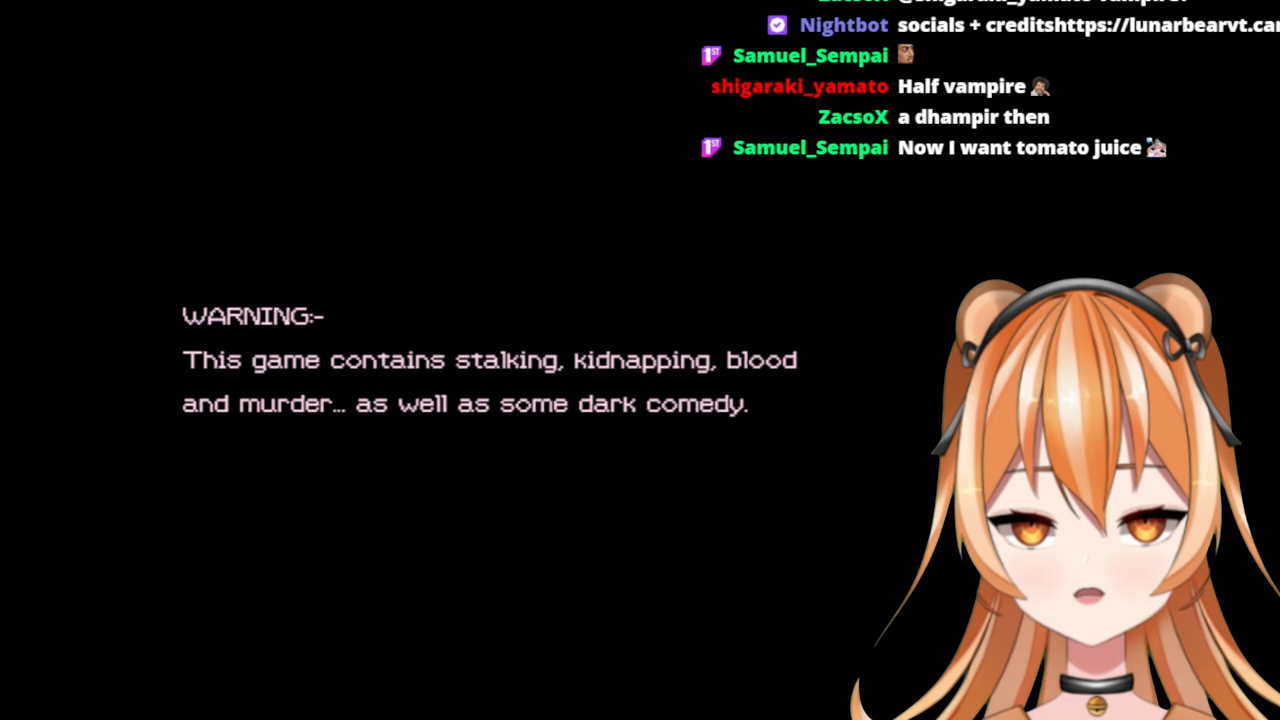 Nightbot socials + creditshttps://lunarbearvt.ca
Samuel_Sempai
shigaraki_yamato Half vampire
ZacsoX a dhampir then
Samuel_Sempai Now I want tomato juice
WARNING:-
This game contains stalking, kidnapping, blood
and murder... as well as some dark comedy.